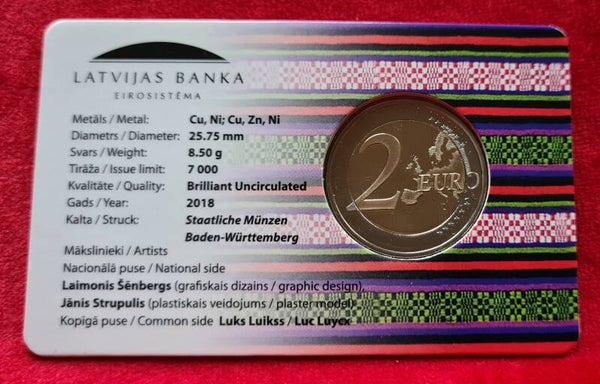 LATVIJAS BANKA
EIROSISTĒMA
Metāls / Metal: Cu, Ni; Cu, Zn, Ni
Diametrs / Diameter: 25.75 mm
Svars / Weight: 8.50 g
Tirāža / Issue limit: 7 000
Kvalitāte / Quality: Brilliant Uncirculated
Gads / Year: 2018
Kalta / Struck: Staatliche Münzen
Baden-Württemberg
Mākslinieki / Artists
Nacionālā puse / National side
Laimonis Šēnbergs (grafiskais dizains / graphic design),
Jānis Strupulis (plastiskais veidojums / plaster model)
Kopīgā puse / Common side Luks Luikss / Luc Luycx
2 EURO